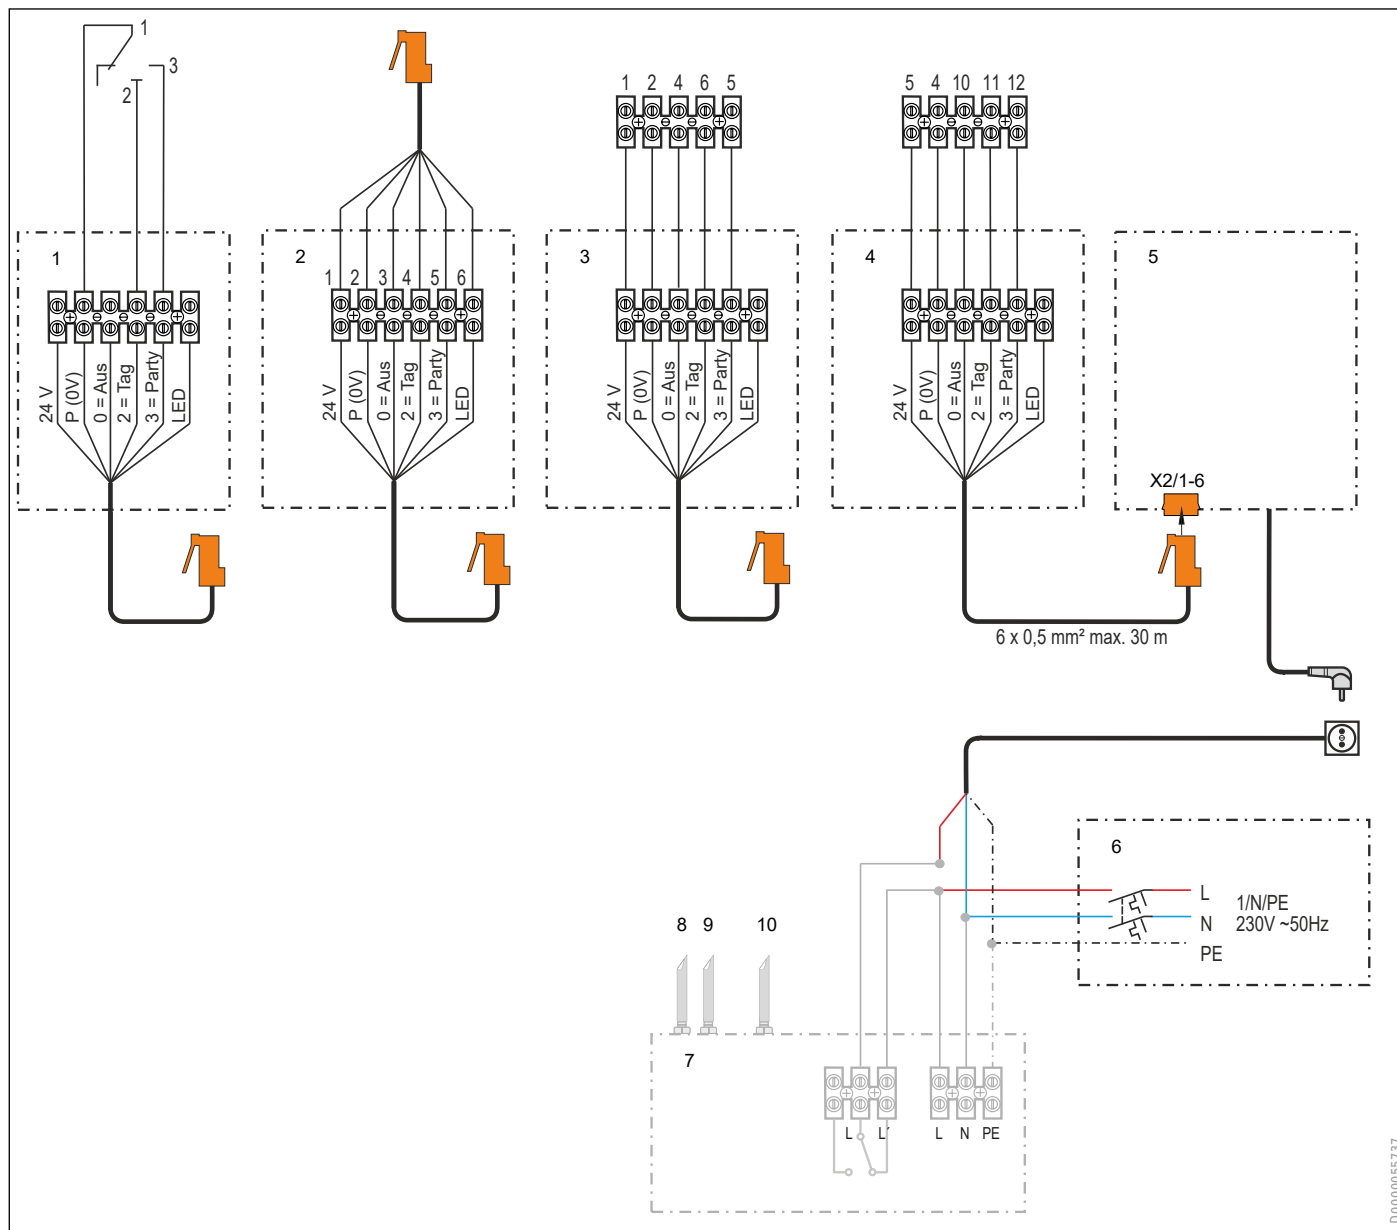 1
3
2
1 2 4 6 5
5 4 10 11 12
1
2
3
4
5
1 2 3 4 5 6
24 V
P (0V)
0 = Aus
2 = Tag
3 = Party
LED
24 V
P (0V)
0 = Aus
2 = Tag
3 = Party
LED
24 V
P (0V)
0 = Aus
2 = Tag
3 = Party
LED
24 V
P (0V)
0 = Aus
2 = Tag
3 = Party
LED
X2/1-6
6 x 0,5 mm² max. 30 m
6
L
N
PE
1/N/PE
230V ~50Hz
8 9 10
7
L L´ L N PE
D0000055737